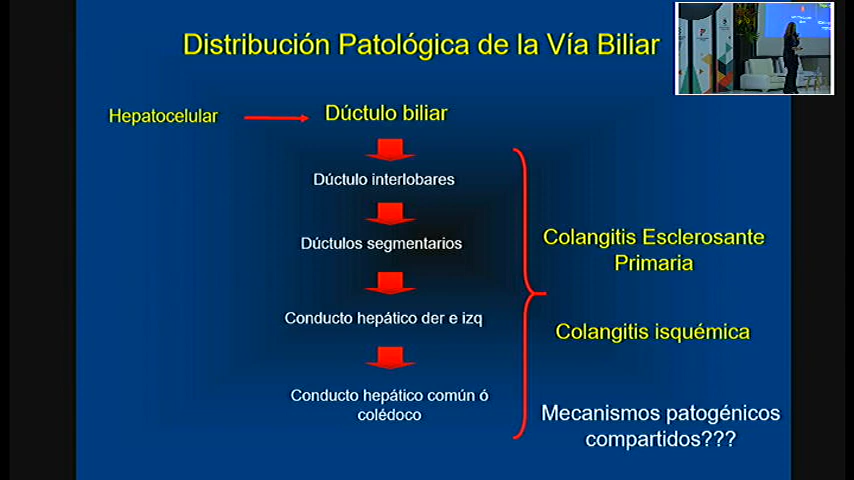 Distribución Patológica de la Vía Biliar
Hepatocelular
Dúctulo biliar
Dúctulo interlobares
Dúctulos segmentarios
Conducto hepático der e izq
Conducto hepático común ó
colédoco
Colangitis Esclerosante
Primaria
Colangitis isquémica
Mecanismos patogénicos
compartidos???